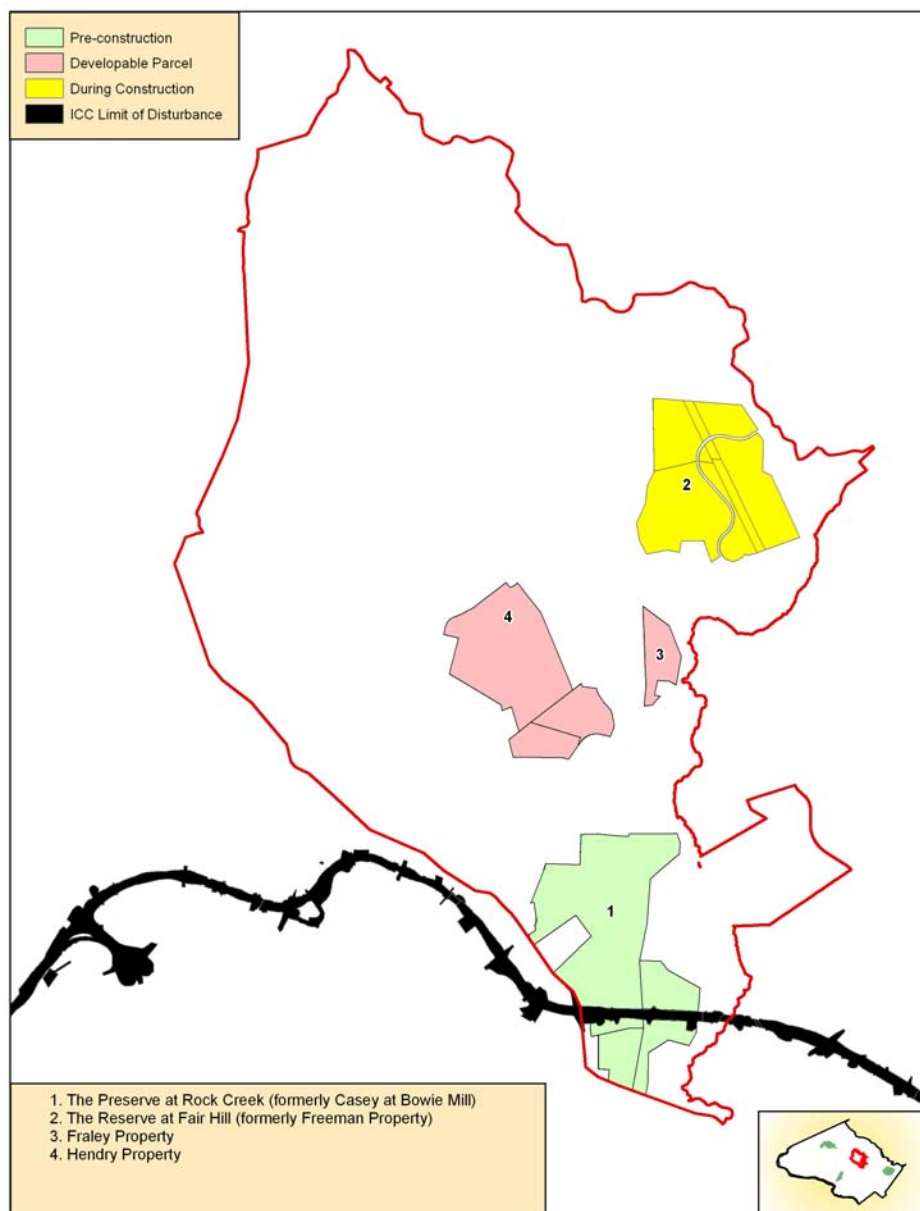 Pre-construction
Developable Parcel
During Construction
ICC Limit of Disturbance
2
4
3
1
1. The Preserve at Rock Creek (formerly Casey at Bowie Mill)
2. The Reserve at Fair Hill (formerly Freeman Property)
3. Fraley Property
4. Hendry Property